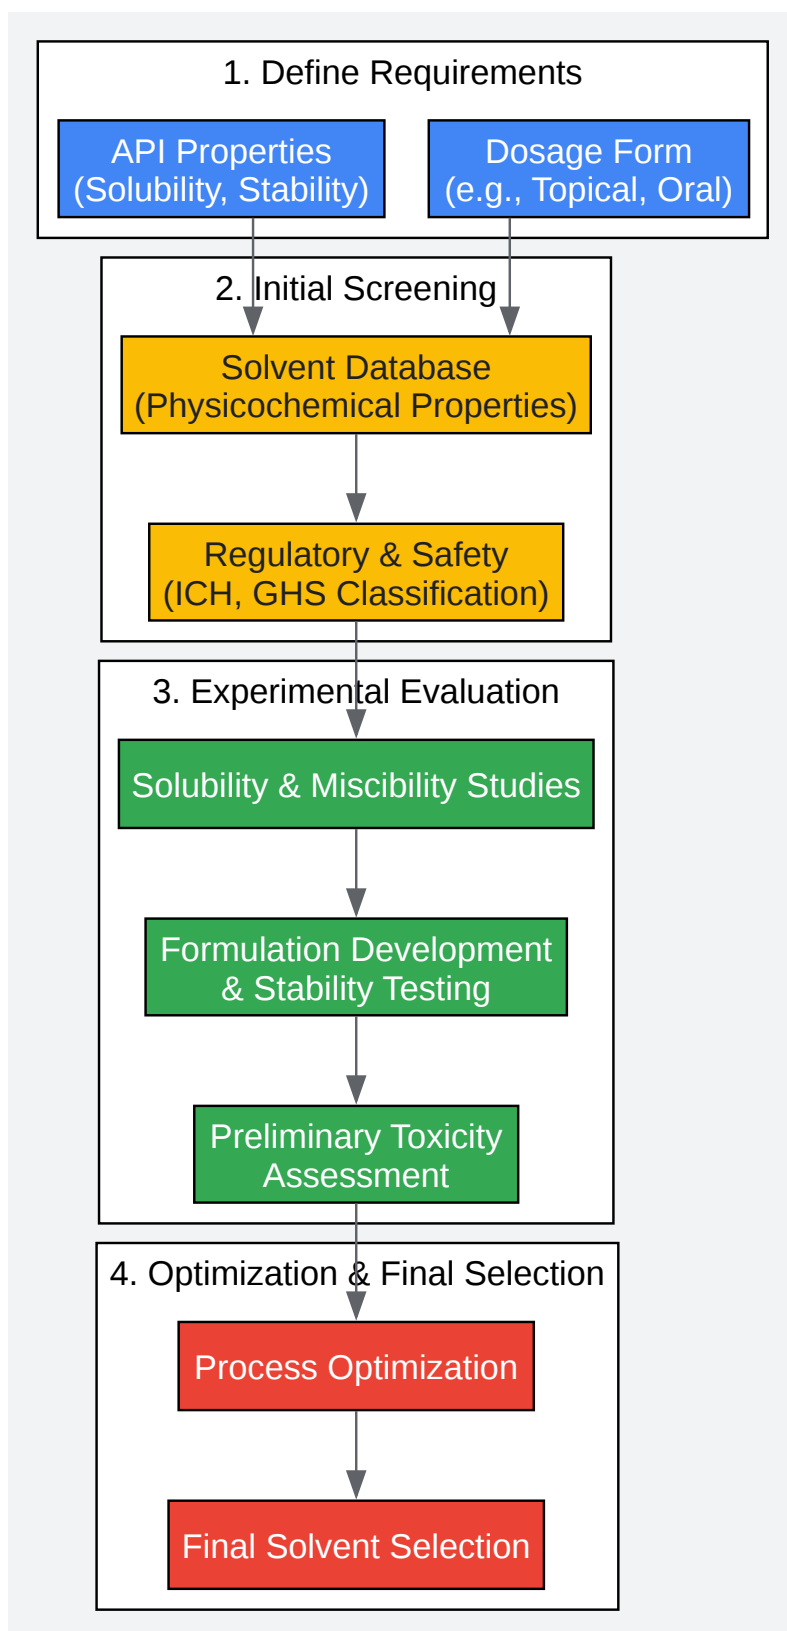 1. Define Requirements
API Properties
(Solubility, Stability)
Dosage Form
(e.g., Topical, Oral)
2. Initial Screening
Solvent Database
(Physicochemical Properties)
Regulatory & Safety
(ICH, GHS Classification)
3. Experimental Evaluation
Solubility & Miscibility Studies
Formulation Development
& Stability Testing
Preliminary Toxicity
Assessment
4. Optimization & Final Selection
Process Optimization
Final Solvent Selection